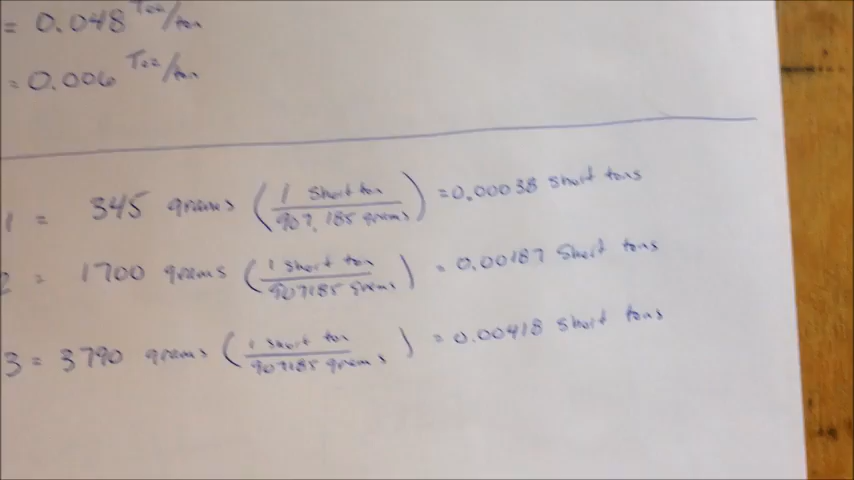 = 0.048 Toz/ton
= 0.006 Toz/ton
1 = 345 grams (1 short ton / 907,185 grams) = 0.00038 short tons
2 = 1700 grams (1 short ton / 907185 grams) = 0.00187 short tons
3 = 3790 grams (1 short ton / 907185 grams) = 0.00418 short tons